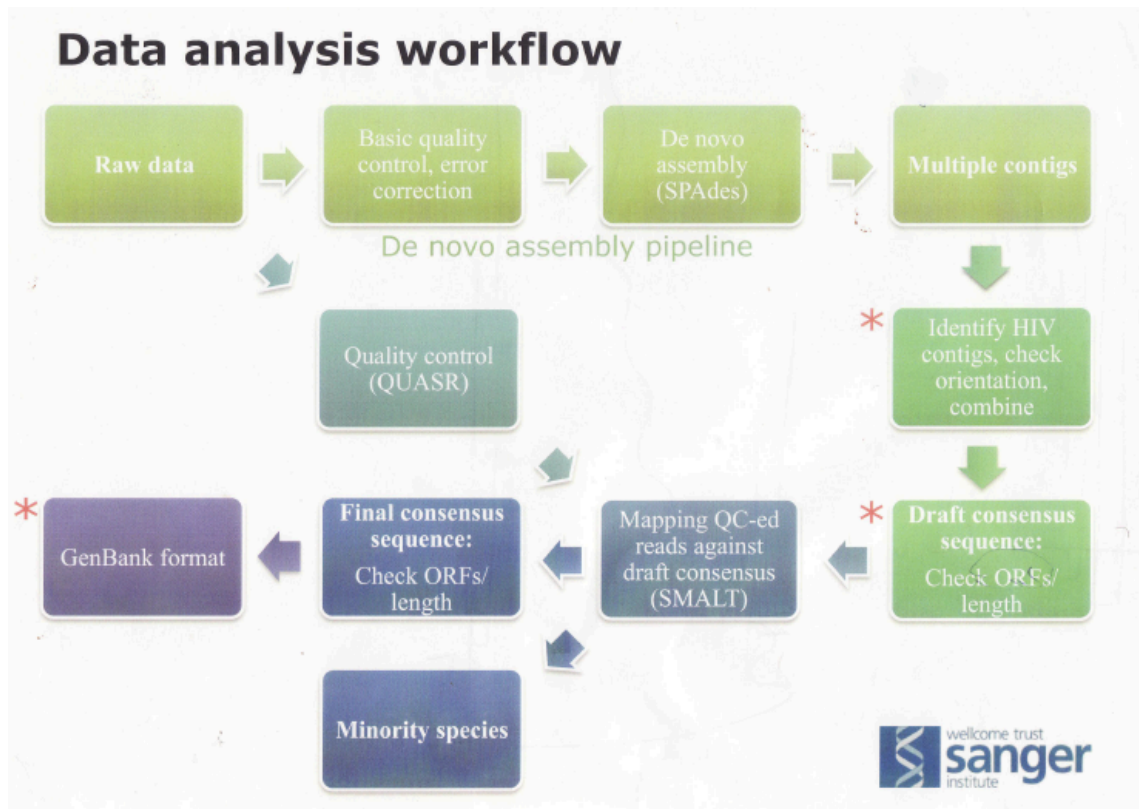 Data analysis workflow
Raw data
Basic quality
control, error
correction
De novo
assembly
(SPAdes)
Multiple contigs
De novo assembly pipeline
Quality control
(QUASR)
* Identify HIV
contigs, check
orientation,
combine
* Draft consensus
sequence:
Check ORFs/
length
Mapping QC-ed
reads against
draft consensus
(SMALT)
Final consensus
sequence:
Check ORFs/
length
* GenBank format
Minority species
wellcome trust
sanger
institute